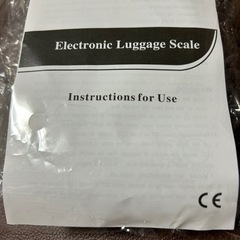 Electronic Luggage Scale
Instructions for Use
CE